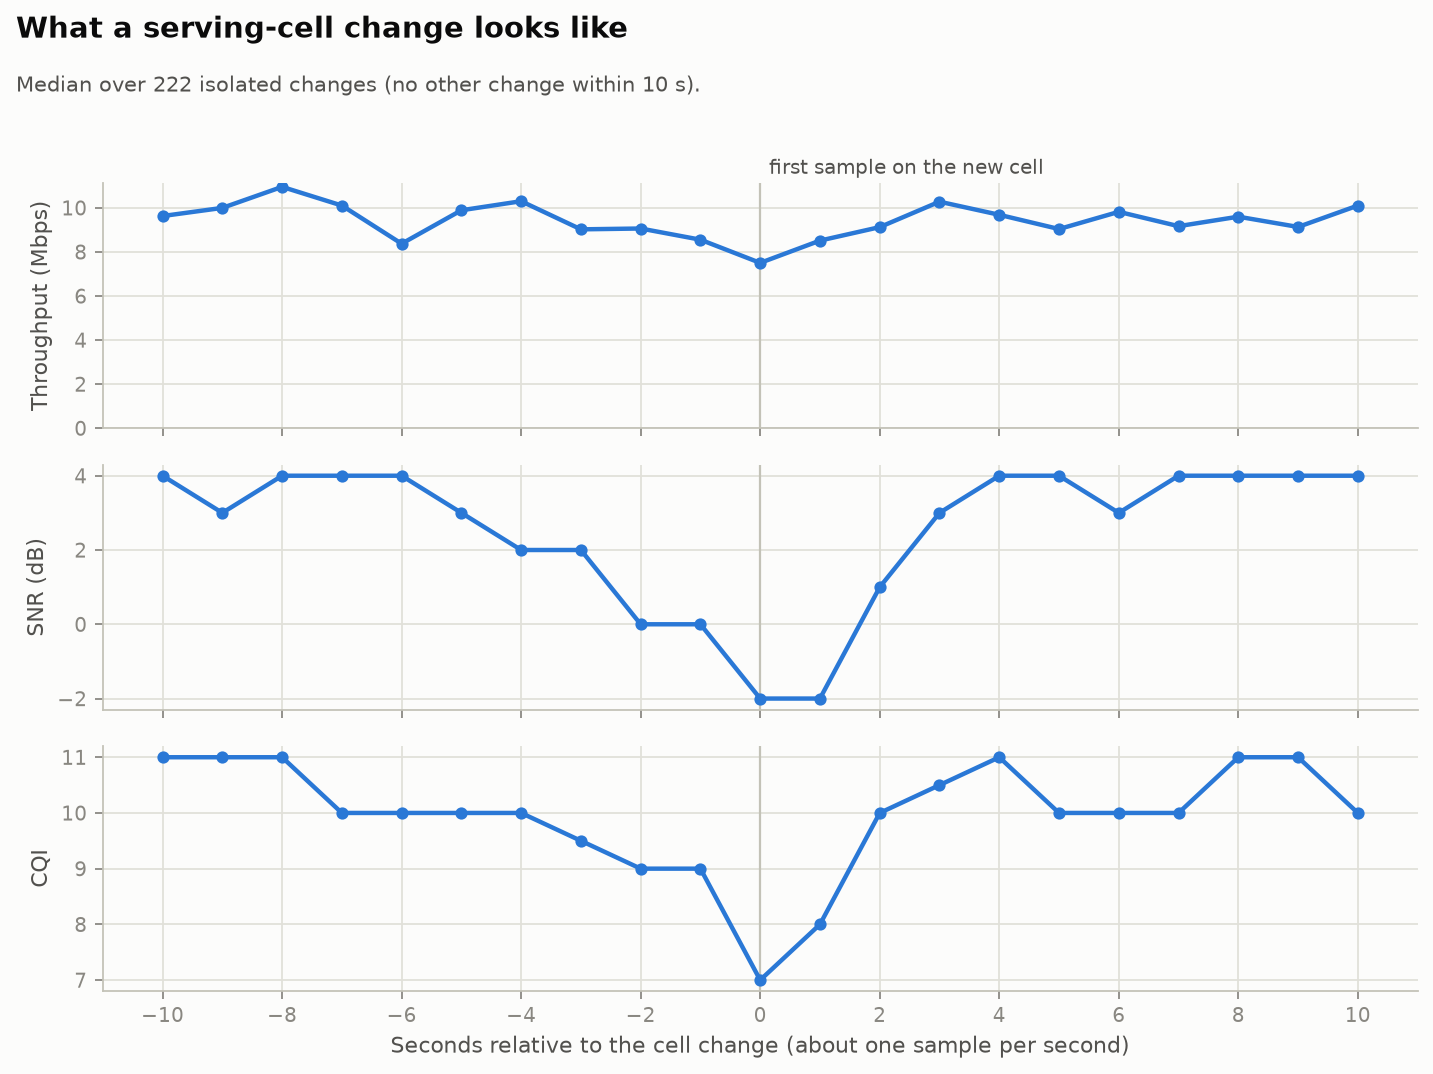 What a serving-cell change looks like
Median over 222 isolated changes (no other change within 10 s).
first sample on the new cell
Throughput (Mbps)
10
8
6
4
2
0
SNR (dB)
4
2
0
−2
CQI
11
10
9
8
7
−10 −8 −6 −4 −2 0 2 4 6 8 10
Seconds relative to the cell change (about one sample per second)